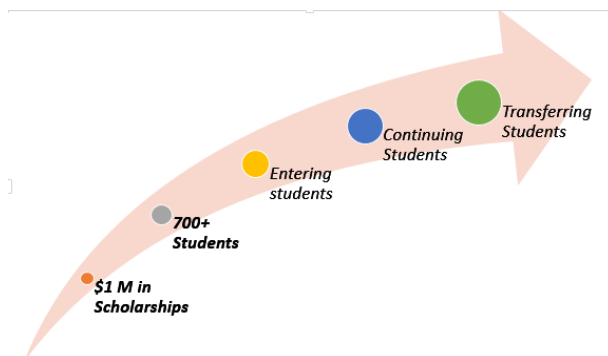 Transferring
Students
Continuing
Students
Entering
students
700+
Students
$1 M in
Scholarships